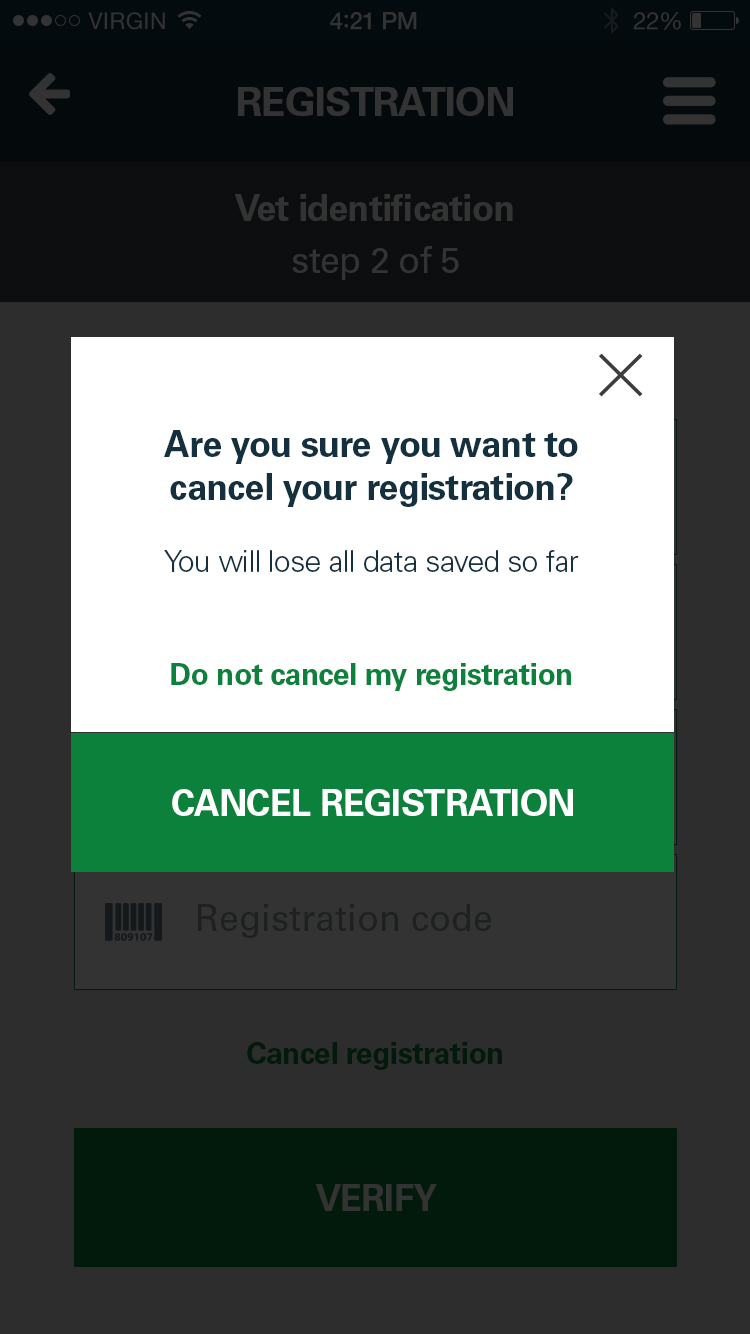 VIRGIN 4:21 PM 22%
REGISTRATION
Vet identification
step 2 of 5
Are you sure you want to
cancel your registration?
You will lose all data saved so far
Do not cancel my registration
CANCEL REGISTRATION
809107
Registration code
Cancel registration
VERIFY